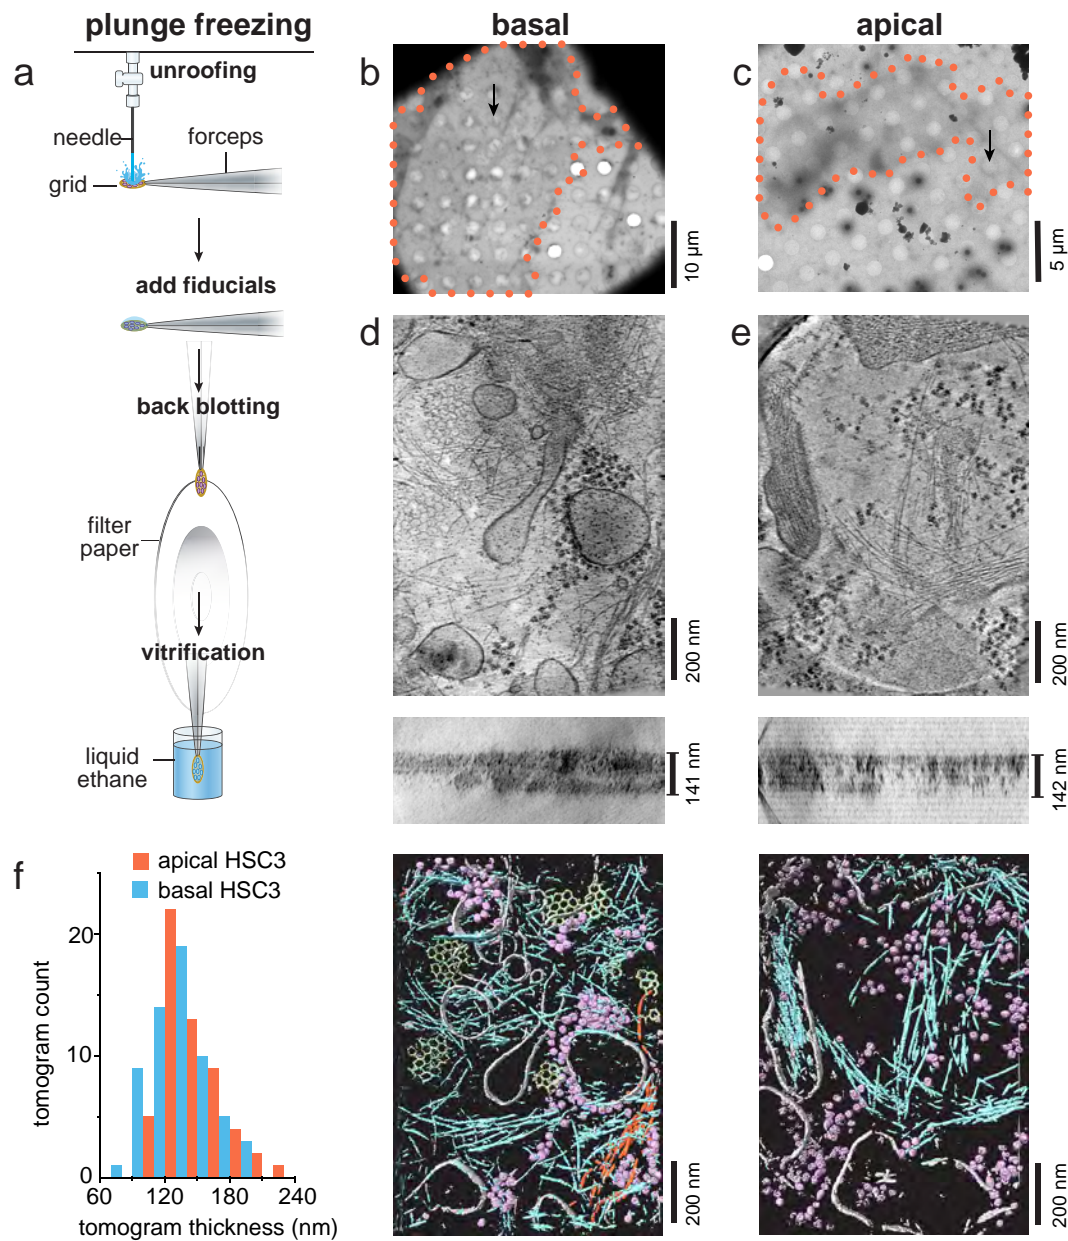 plunge freezing
basal
apical
a
unroofing
needle
forceps
grid
add fiducials
back blotting
filter
paper
vitrification
liquid
ethane
b
10 µm
c
5 µm
d
200 nm
e
200 nm
141 nm
142 nm
f
apical HSC3
basal HSC3
tomogram count
20
10
0
60
120
180
240
tomogram thickness (nm)
200 nm
200 nm